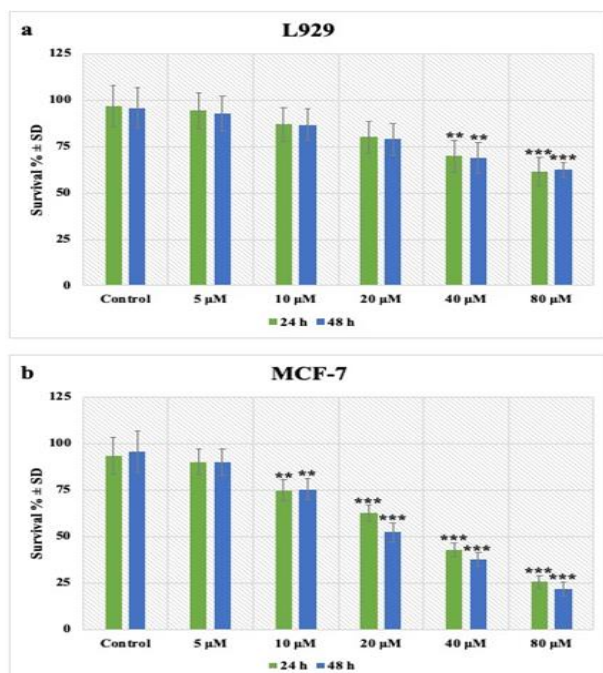 a L929
125
100
75
50
25
0
Survival % ± SD
** **
*** ***
Control 5 µM 10 µM 20 µM 40 µM 80 µM
24 h 48 h
b MCF-7
125
100
75
50
25
0
Survival % ± SD
** **
*** ***
*** ***
*** ***
Control 5 µM 10 µM 20 µM 40 µM 80 µM
24 h 48 h